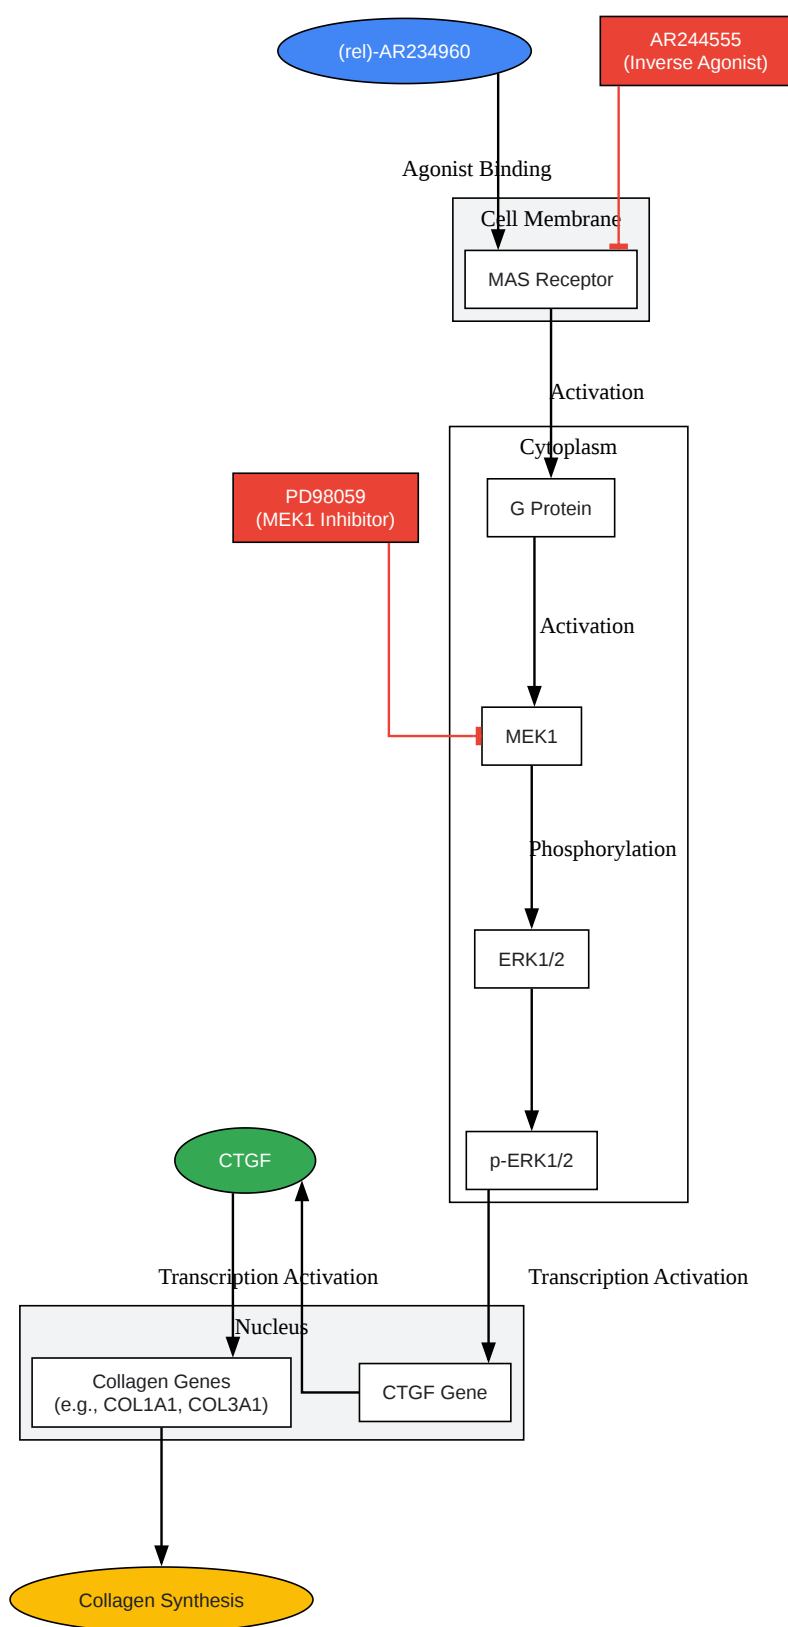 (rel)-AR234960
AR244555
(Inverse Agonist)
Agonist Binding
Cell Membrane
MAS Receptor
Activation
Cytoplasm
PD98059
(MEK1 Inhibitor)
G Protein
Activation
MEK1
Phosphorylation
ERK1/2
CTGF
p-ERK1/2
Transcription Activation
Transcription Activation
Nucleus
Collagen Genes
(e.g., COL1A1, COL3A1)
CTGF Gene
Collagen Synthesis